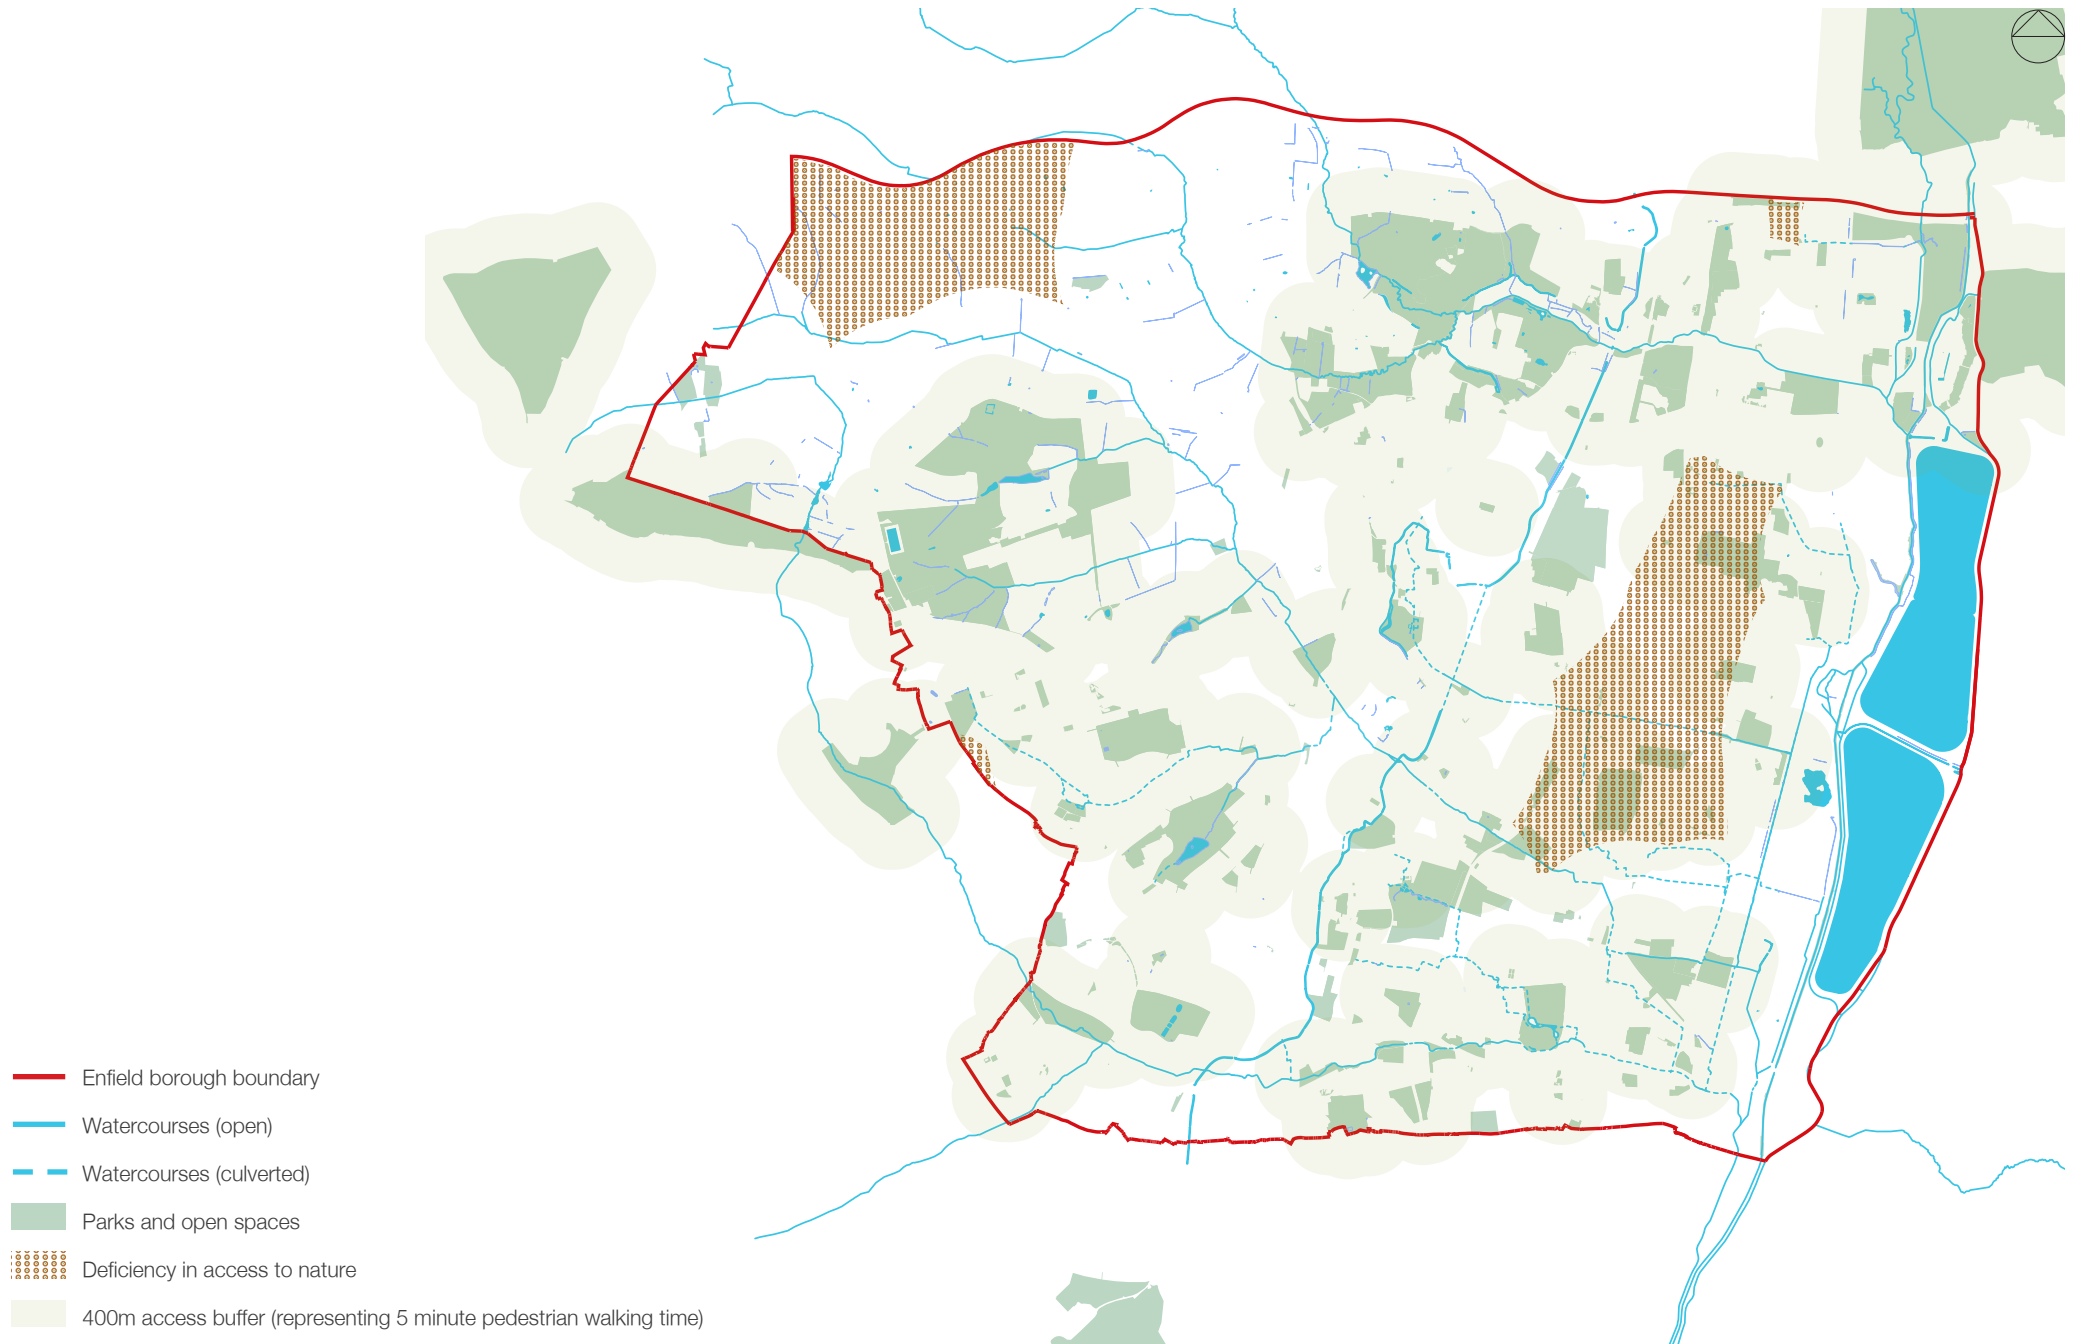 Enfield borough boundary
Watercourses (open)
Watercourses (culverted)
Parks and open spaces
Deficiency in access to nature
400m access buffer (representing 5 minute pedestrian walking time)